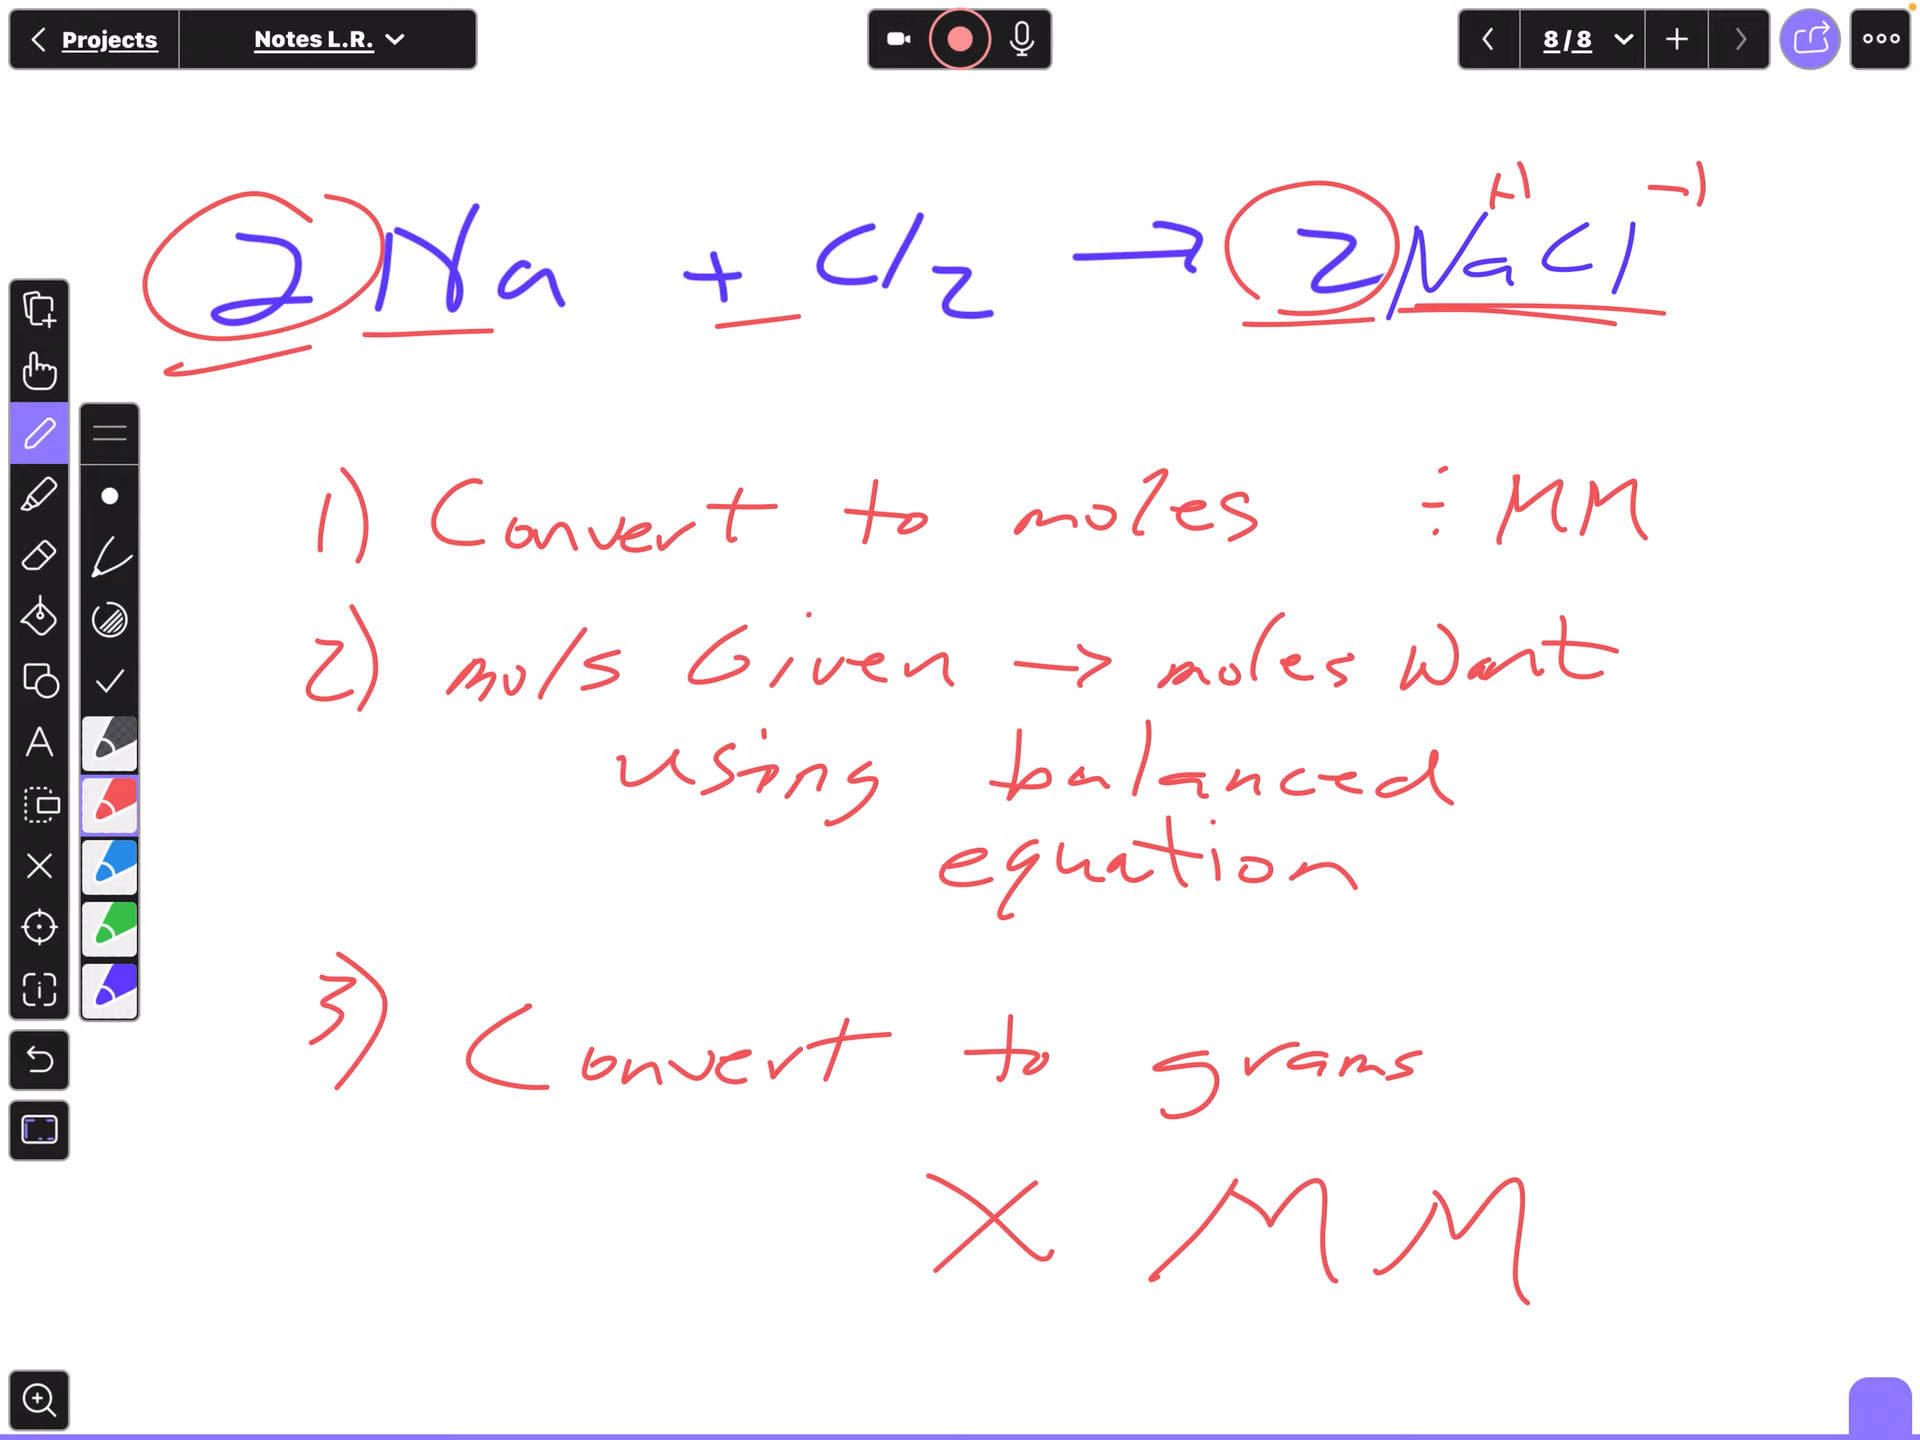 Projects Notes L.R. 8/8
+1 -1
2Na + Cl2 → 2NaCl
1) Convert to moles ÷ MM
2) mols Given → moles Want
using balanced
equation
3) Convert to grams
X MM
A